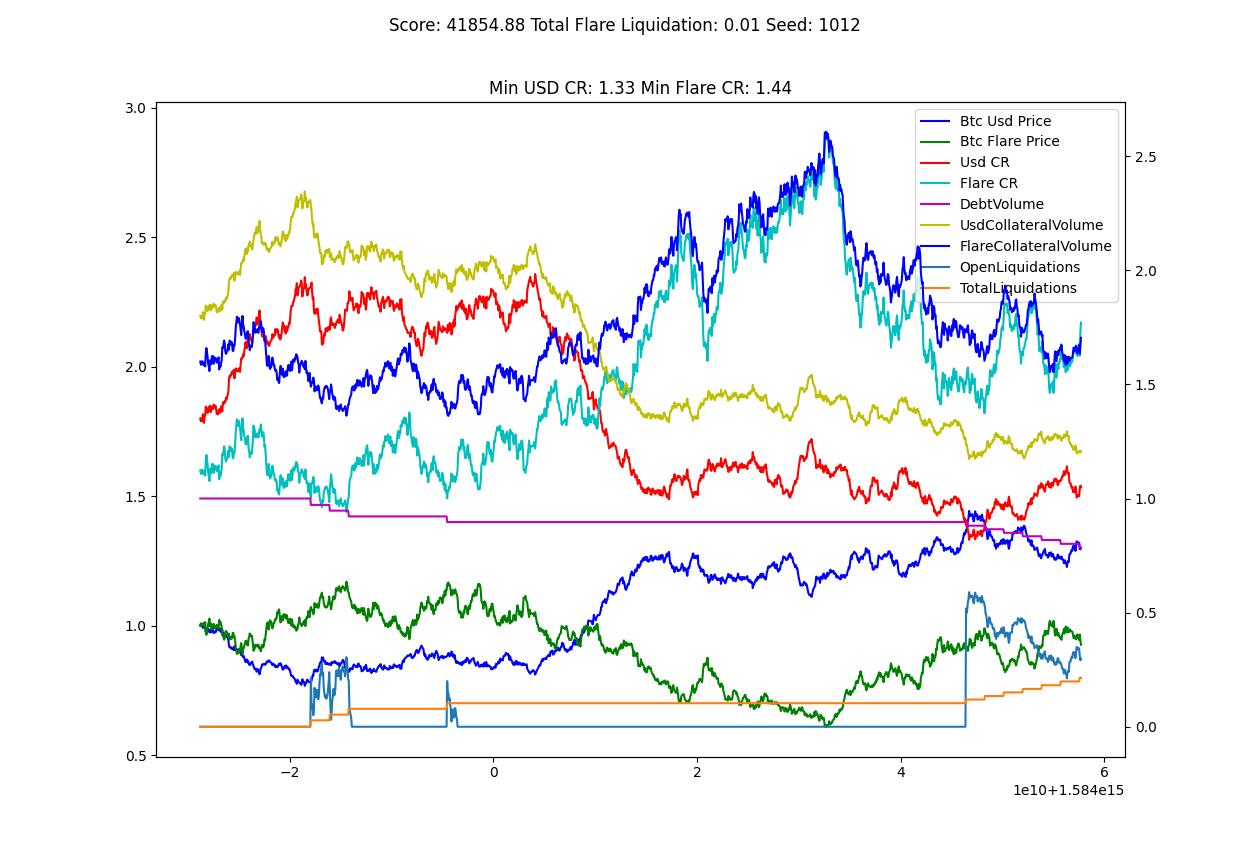 Score: 41854.88 Total Flare Liquidation: 0.01 Seed: 1012
Min USD CR: 1.33 Min Flare CR: 1.44
3.0
2.5
2.0
1.5
1.0
0.5
Btc Usd Price
Btc Flare Price
Usd CR
Flare CR
DebtVolume
UsdCollateralVolume
FlareCollateralVolume
OpenLiquidations
TotalLiquidations
2.5
2.0
1.5
1.0
0.5
0.0
−2 0 2 4 6
1e10+1.584e15